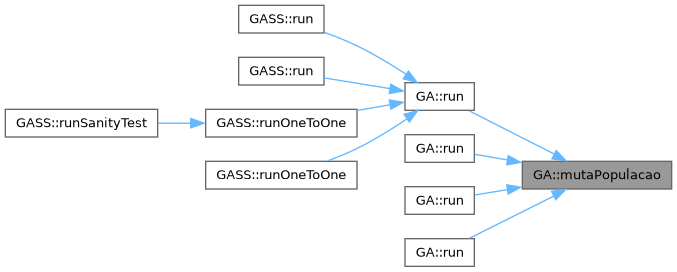 GASS::run
GASS::run
GA::run
GASS::runSanityTest
GASS::runOneToOne
GA::run
GASS::runOneToOne
GA::mutaPopulacao
GA::run
GA::run